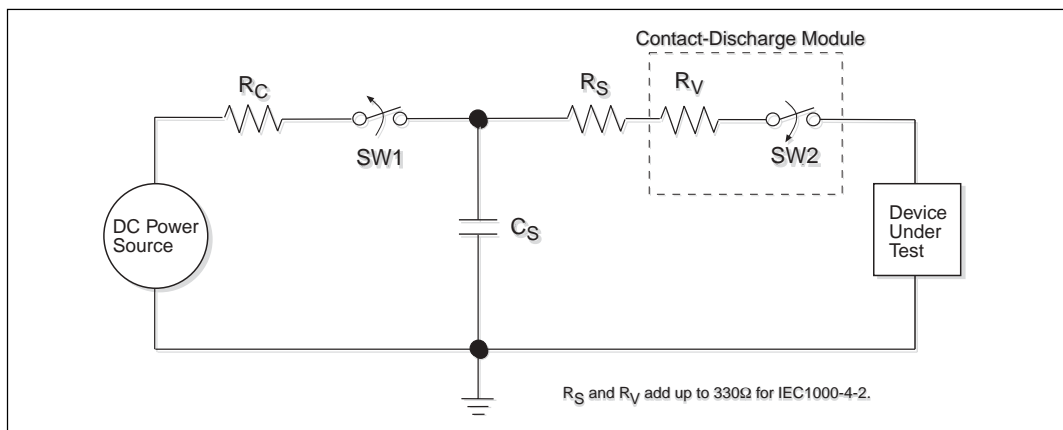 Contact-Discharge Module
RC
RS
RV
SW1
SW2
DC Power
Source
CS
Device
Under
Test
RS and RV add up to 330Ω for IEC1000-4-2.